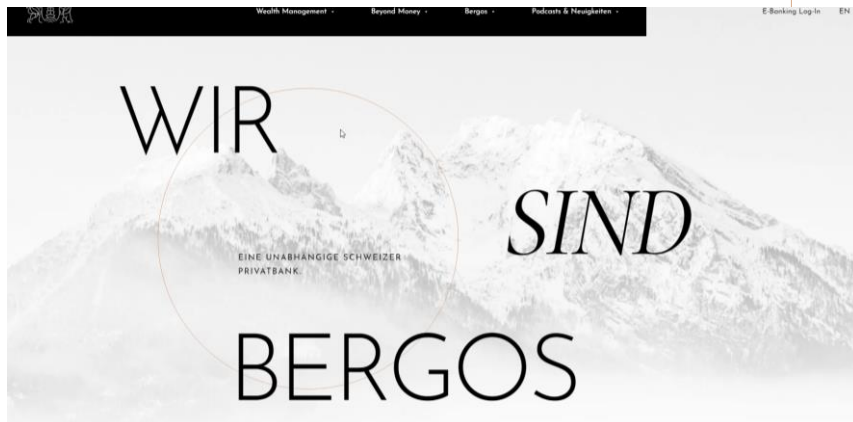 Wealth Management
Beyond Money
Bergos
Podcasts & Neuigkeiten
E-Banking Log-In
EN
WIR
SIND
EINE UNABHÄNGIGE SCHWEIZER
PRIVATBANK.
BERGOS